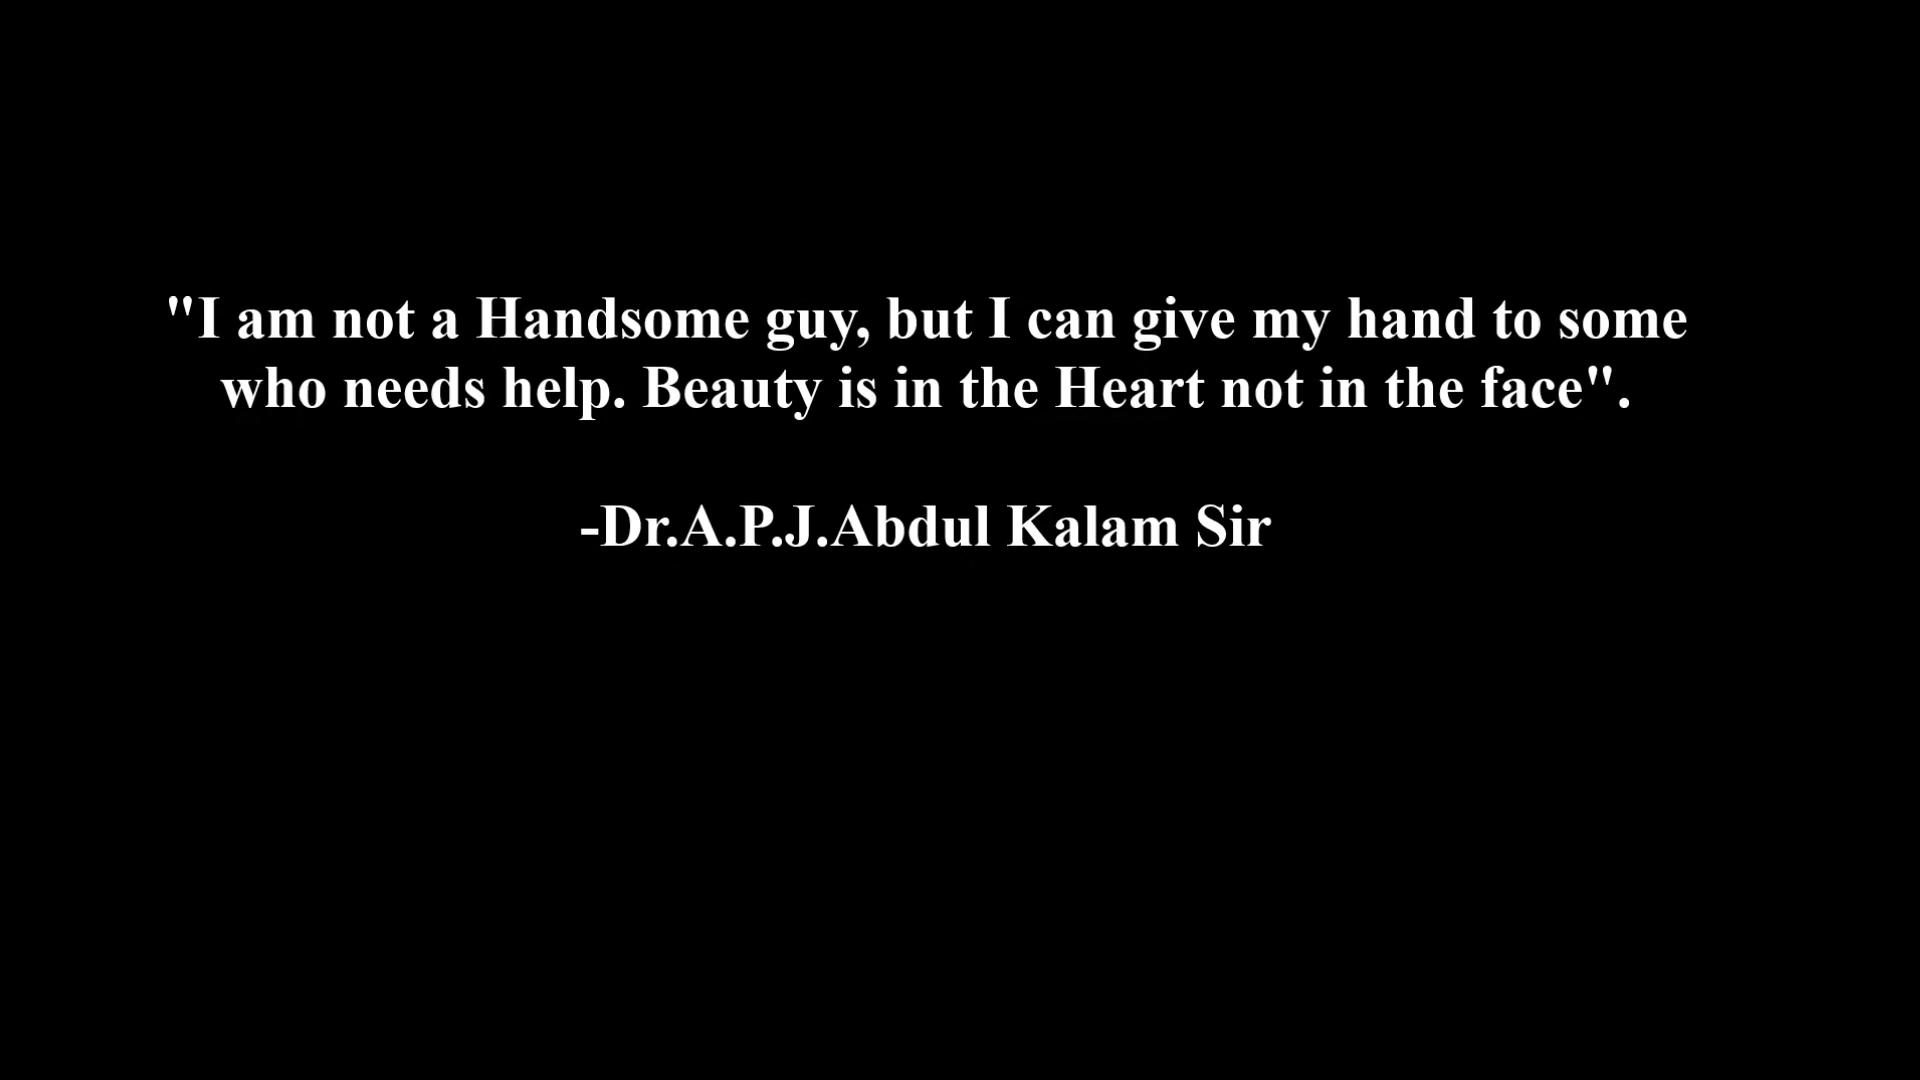 "I am not a Handsome guy, but I can give my hand to some
who needs help. Beauty is in the Heart not in the face".
-Dr.A.P.J.Abdul Kalam Sir